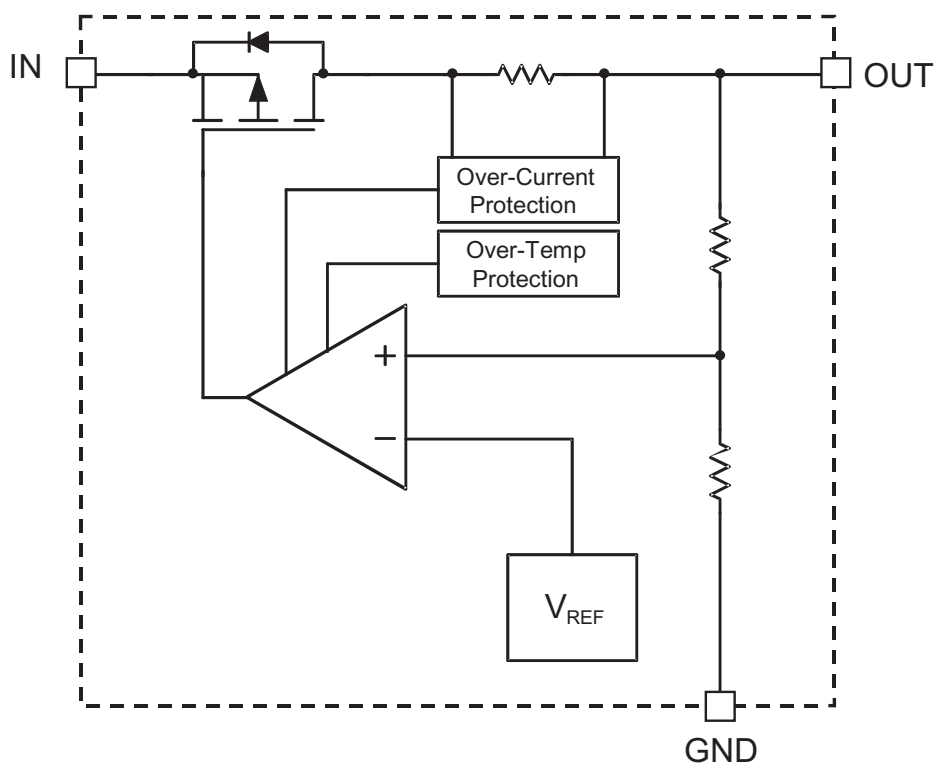 IN
OUT
Over-Current
Protection
Over-Temp
Protection
+
−
VREF
GND